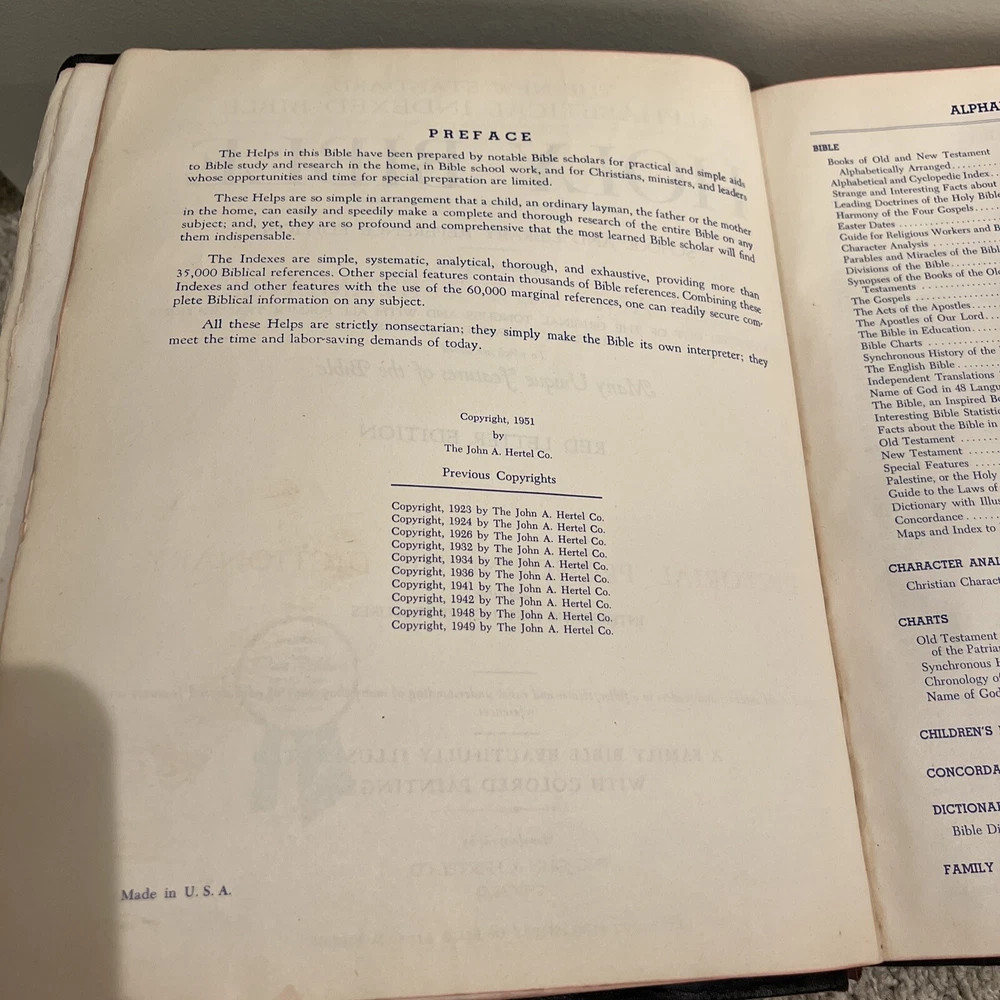 PREFACE
The Helps in this Bible have been prepared by notable Bible scholars for practical and simple aids
to Bible study and research in the home, in Bible school work, and for Christians, ministers, and leaders
whose opportunities and time for special preparation are limited.
These Helps are so simple in arrangement that a child, an ordinary layman, the father or the mother
in the home, can easily and speedily make a complete and thorough research of the entire Bible on any
subject; and, yet, they are so profound and comprehensive that the most learned Bible scholar will find
them indispensable.
The Indexes are simple, systematic, analytical, thorough, and exhaustive, providing more than
35,000 Biblical references. Other special features contain thousands of Bible references. Combining these
Indexes and other features with the use of the 60,000 marginal references, one can readily secure com-
plete Biblical information on any subject.
All these Helps are strictly nonsectarian; they simply make the Bible its own interpreter; they
meet the time and labor-saving demands of today.
Copyright, 1951
by
The John A. Hertel Co.
Previous Copyrights
Copyright, 1923 by The John A. Hertel Co.
Copyright, 1924 by The John A. Hertel Co.
Copyright, 1926 by The John A. Hertel Co.
Copyright, 1932 by The John A. Hertel Co.
Copyright, 1934 by The John A. Hertel Co.
Copyright, 1936 by The John A. Hertel Co.
Copyright, 1941 by The John A. Hertel Co.
Copyright, 1942 by The John A. Hertel Co.
Copyright, 1948 by The John A. Hertel Co.
Copyright, 1949 by The John A. Hertel Co.
Made in U. S. A.
ALPHA
BIBLE
Books of Old and New Testament
Alphabetically Arranged
Alphabetical and Cyclopedic Index
Strange and Interesting Facts about
Leading Doctrines of the Holy Bible
Harmony of the Four Gospels
Easter Dates
Guide for Religious Workers and B
Character Analysis
Parables and Miracles of the Bibl
Divisions of the Bible
Synopses of the Books of the Old
Testaments
The Gospels
The Acts of the Apostles
The Apostles of Our Lord
The Bible in Education
Bible Charts
Synchronous History of the
The English Bible
Independent Translations
Name of God in 48 Langu
The Bible, an Inspired Bo
Interesting Bible Statistic
Facts about the Bible in
Old Testament
New Testament
Special Features
Palestine, or the Holy
Guide to the Laws of
Dictionary with Illus
Concordance
Maps and Index to
CHARACTER ANAL
Christian Charact
CHARTS
Old Testament
of the Patria
Synchronous H
Chronology of
Name of God
CHILDREN'S
CONCORDA
DICTIONA
Bible Di
FAMILY